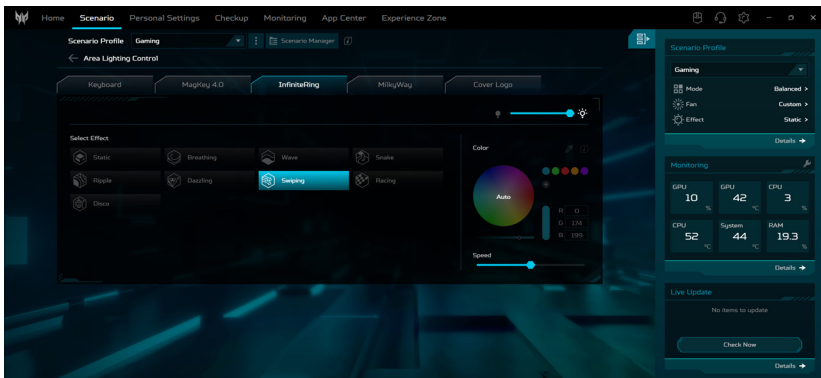 Home Scenario Personal Settings Checkup Monitoring App Center Experience Zone
Scenario Profile Gaming Scenario Manager
Area Lighting Control
Keyboard MagKey 4.0 InfiniteRing MilkyWay Cover Logo
Select Effect
Static Breathing Wave Snake
Ripple Dazzling Swiping Racing
Disco
Color
Auto
R 0
G 174
B 199
Speed
Scenario Profile
Gaming
Mode Balanced >
Fan Custom >
Effect Static >
Details →
Monitoring
GPU GPU CPU
10 % 42 °C 3 %
CPU System RAM
52 °C 44 °C 19.3 %
Details →
Live Update
No items to update
Check Now
Details →